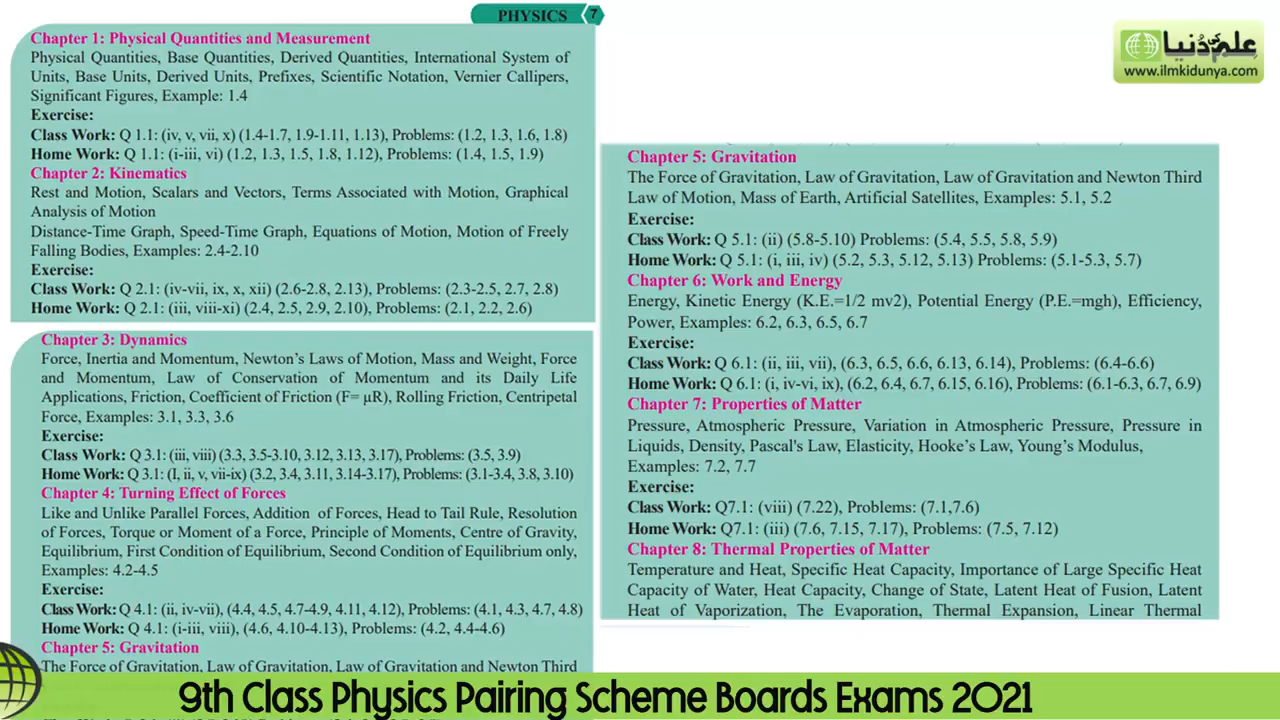 PHYSICS 7
Chapter 1: Physical Quantities and Measurement
Physical Quantities, Base Quantities, Derived Quantities, International System of
Units, Base Units, Derived Units, Prefixes, Scientific Notation, Vernier Callipers,
Significant Figures, Example: 1.4
Exercise:
Class Work: Q 1.1: (iv, v, vii, x) (1.4-1.7, 1.9-1.11, 1.13), Problems: (1.2, 1.3, 1.6, 1.8)
Home Work: Q 1.1: (i-iii, vi) (1.2, 1.3, 1.5, 1.8, 1.12), Problems: (1.4, 1.5, 1.9)
Chapter 2: Kinematics
Rest and Motion, Scalars and Vectors, Terms Associated with Motion, Graphical
Analysis of Motion
Distance-Time Graph, Speed-Time Graph, Equations of Motion, Motion of Freely
Falling Bodies, Examples: 2.4-2.10
Exercise:
Class Work: Q 2.1: (iv-vii, ix, x, xii) (2.6-2.8, 2.13), Problems: (2.3-2.5, 2.7, 2.8)
Home Work: Q 2.1: (iii, viii-xi) (2.4, 2.5, 2.9, 2.10), Problems: (2.1, 2.2, 2.6)
Chapter 3: Dynamics
Force, Inertia and Momentum, Newton's Laws of Motion, Mass and Weight, Force
and Momentum, Law of Conservation of Momentum and its Daily Life
Applications, Friction, Coefficient of Friction (F= μR), Rolling Friction, Centripetal
Force, Examples: 3.1, 3.3, 3.6
Exercise:
Class Work: Q 3.1: (iii, viii) (3.3, 3.5-3.10, 3.12, 3.13, 3.17), Problems: (3.5, 3.9)
Home Work: Q 3.1: (I, ii, v, vii-ix) (3.2, 3.4, 3.11, 3.14-3.17), Problems: (3.1-3.4, 3.8, 3.10)
Chapter 4: Turning Effect of Forces
Like and Unlike Parallel Forces, Addition of Forces, Head to Tail Rule, Resolution
of Forces, Torque or Moment of a Force, Principle of Moments, Centre of Gravity,
Equilibrium, First Condition of Equilibrium, Second Condition of Equilibrium only,
Examples: 4.2-4.5
Exercise:
Class Work: Q 4.1: (ii, iv-vii), (4.4, 4.5, 4.7-4.9, 4.11, 4.12), Problems: (4.1, 4.3, 4.7, 4.8)
Home Work: Q 4.1: (i-iii, viii), (4.6, 4.10-4.13), Problems: (4.2, 4.4-4.6)
Chapter 5: Gravitation
The Force of Gravitation, Law of Gravitation, Law of Gravitation and Newton Third
علم کی دنیا
www.ilmkidunya.com
Chapter 5: Gravitation
The Force of Gravitation, Law of Gravitation, Law of Gravitation and Newton Third
Law of Motion, Mass of Earth, Artificial Satellites, Examples: 5.1, 5.2
Exercise:
Class Work: Q 5.1: (ii) (5.8-5.10) Problems: (5.4, 5.5, 5.8, 5.9)
Home Work: Q 5.1: (i, iii, iv) (5.2, 5.3, 5.12, 5.13) Problems: (5.1-5.3, 5.7)
Chapter 6: Work and Energy
Energy, Kinetic Energy (K.E.=1/2 mv2), Potential Energy (P.E.=mgh), Efficiency,
Power, Examples: 6.2, 6.3, 6.5, 6.7
Exercise:
Class Work: Q 6.1: (ii, iii, vii), (6.3, 6.5, 6.6, 6.13, 6.14), Problems: (6.4-6.6)
Home Work: Q 6.1: (i, iv-vi, ix), (6.2, 6.4, 6.7, 6.15, 6.16), Problems: (6.1-6.3, 6.7, 6.9)
Chapter 7: Properties of Matter
Pressure, Atmospheric Pressure, Variation in Atmospheric Pressure, Pressure in
Liquids, Density, Pascal's Law, Elasticity, Hooke's Law, Young's Modulus,
Examples: 7.2, 7.7
Exercise:
Class Work: Q7.1: (viii) (7.22), Problems: (7.1,7.6)
Home Work: Q7.1: (iii) (7.6, 7.15, 7.17), Problems: (7.5, 7.12)
Chapter 8: Thermal Properties of Matter
Temperature and Heat, Specific Heat Capacity, Importance of Large Specific Heat
Capacity of Water, Heat Capacity, Change of State, Latent Heat of Fusion, Latent
Heat of Vaporization, The Evaporation, Thermal Expansion, Linear Thermal
9th Class Physics Pairing Scheme Boards Exams 2021